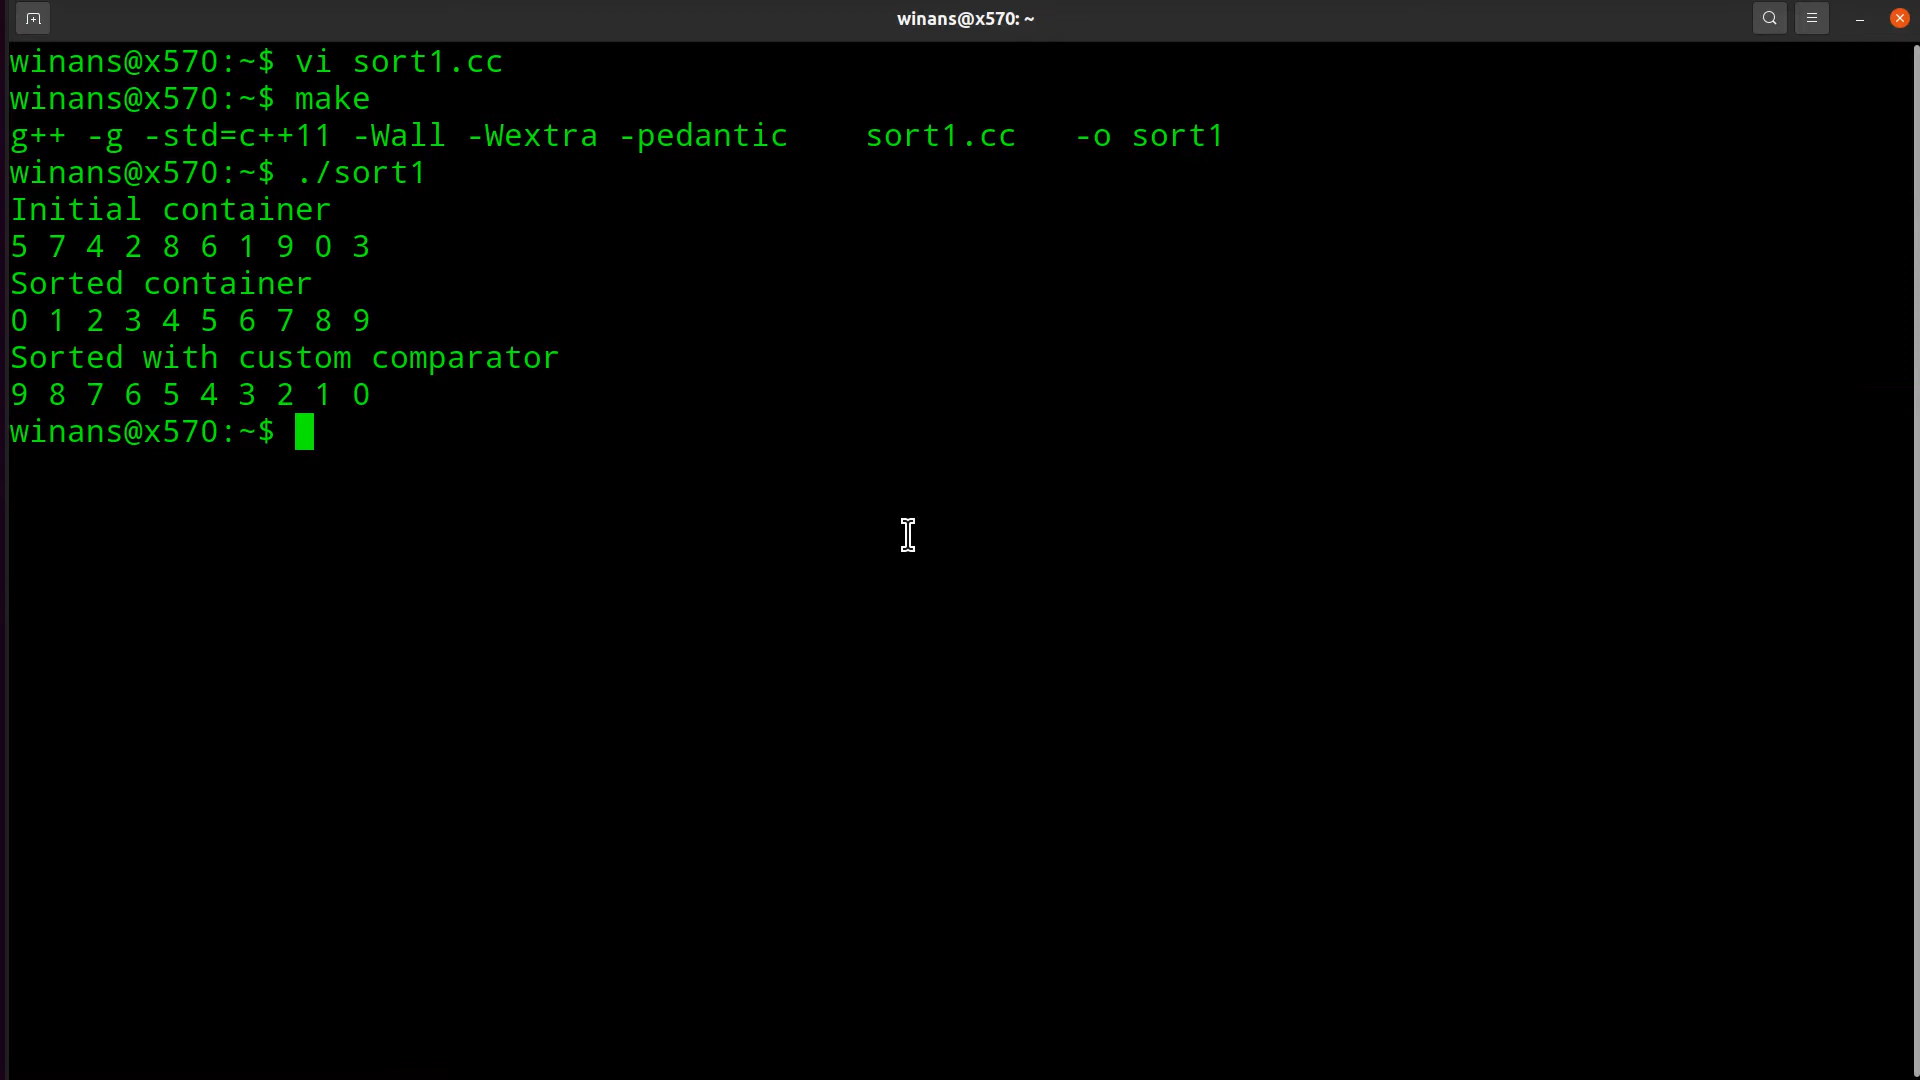 winans@x570: ~
winans@x570:~$ vi sort1.cc
winans@x570:~$ make
g++ -g -std=c++11 -Wall -Wextra -pedantic    sort1.cc   -o sort1
winans@x570:~$ ./sort1
Initial container
5 7 4 2 8 6 1 9 0 3
Sorted container
0 1 2 3 4 5 6 7 8 9
Sorted with custom comparator
9 8 7 6 5 4 3 2 1 0
winans@x570:~$